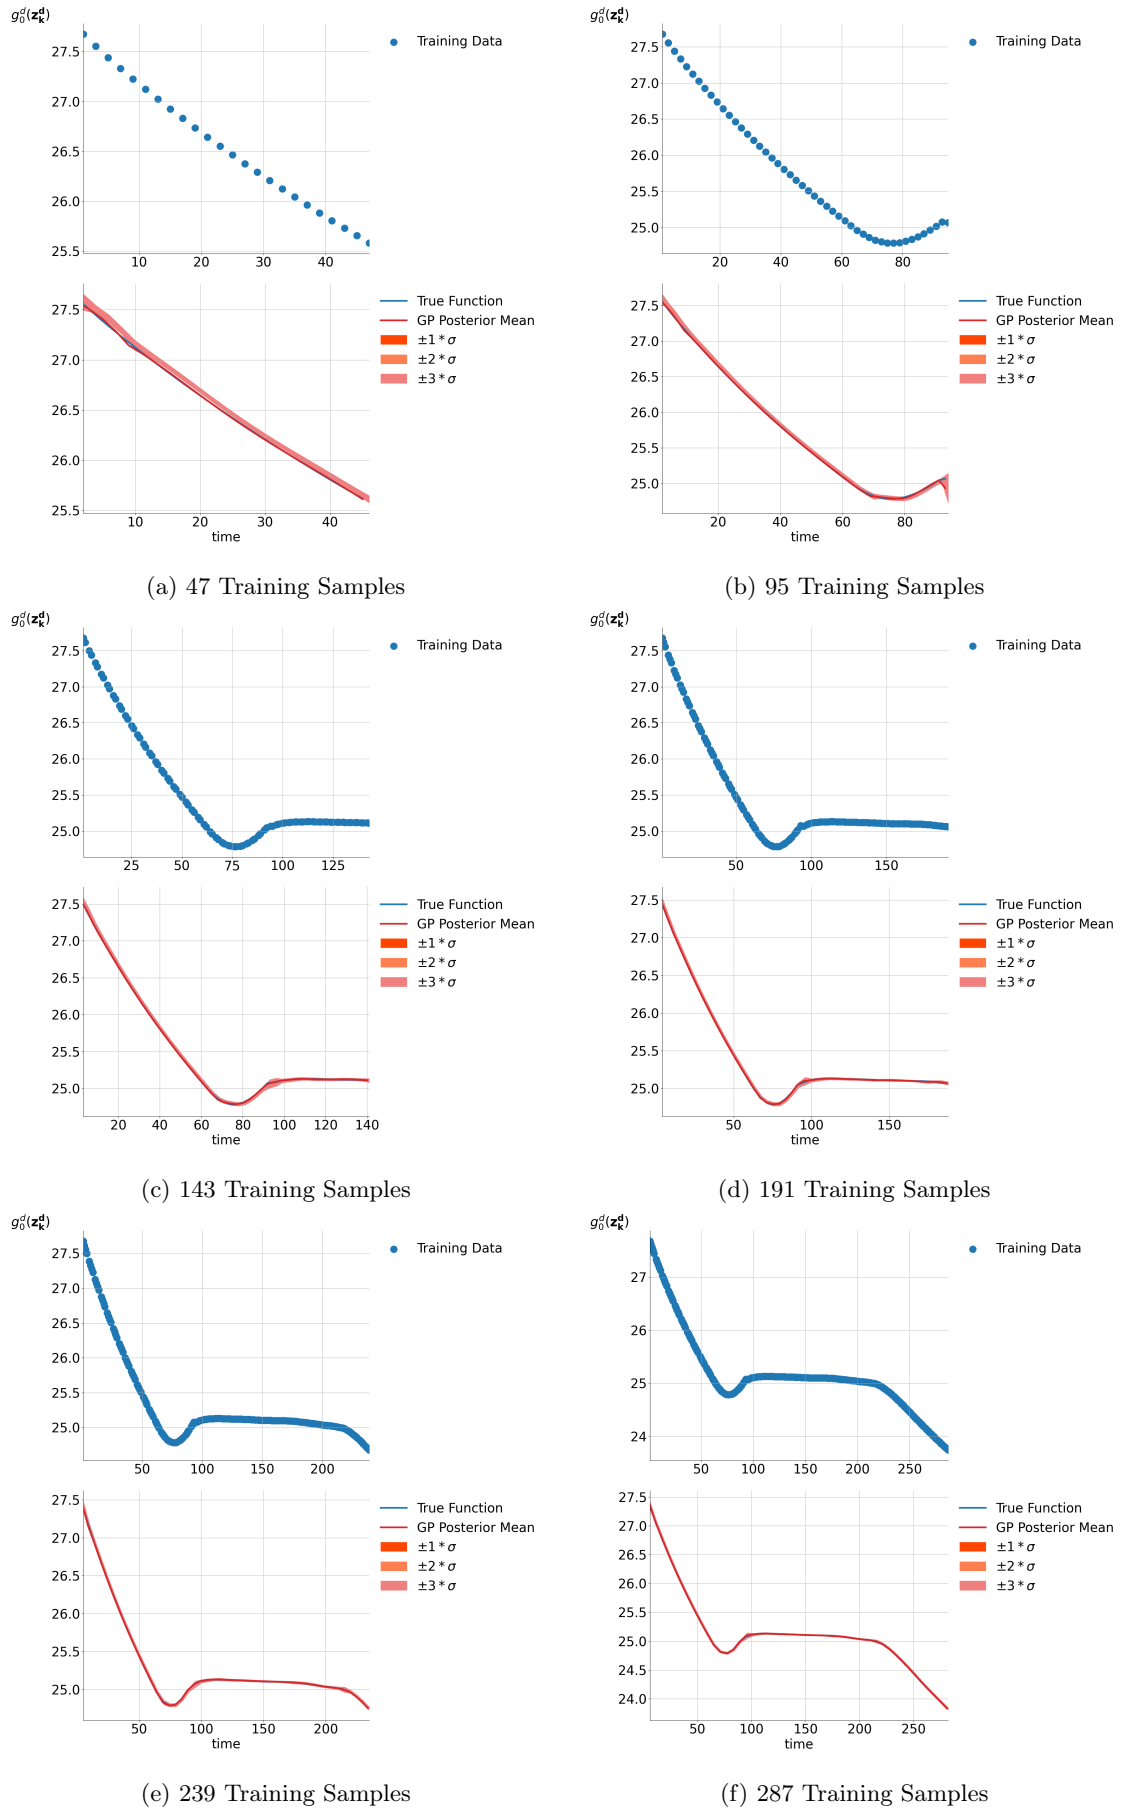 g₀ᵈ(zₖᵈ)
Training Data
27.5
27.0
26.5
26.0
25.5
10 20 30 40
True Function
GP Posterior Mean
±1 * σ
±2 * σ
±3 * σ
27.5
27.0
26.5
26.0
25.5
10 20 30 40
time
(a) 47 Training Samples
g₀ᵈ(zₖᵈ)
Training Data
27.5
27.0
26.5
26.0
25.5
25.0
20 40 60 80
True Function
GP Posterior Mean
±1 * σ
±2 * σ
±3 * σ
27.5
27.0
26.5
26.0
25.5
25.0
20 40 60 80
time
(b) 95 Training Samples
g₀ᵈ(zₖᵈ)
Training Data
27.5
27.0
26.5
26.0
25.5
25.0
25 50 75 100 125
True Function
GP Posterior Mean
±1 * σ
±2 * σ
±3 * σ
27.5
27.0
26.5
26.0
25.5
25.0
20 40 60 80 100 120 140
time
(c) 143 Training Samples
g₀ᵈ(zₖᵈ)
Training Data
27.5
27.0
26.5
26.0
25.5
25.0
50 100 150
True Function
GP Posterior Mean
±1 * σ
±2 * σ
±3 * σ
27.5
27.0
26.5
26.0
25.5
25.0
50 100 150
time
(d) 191 Training Samples
g₀ᵈ(zₖᵈ)
Training Data
27.5
27.0
26.5
26.0
25.5
25.0
50 100 150 200
True Function
GP Posterior Mean
±1 * σ
±2 * σ
±3 * σ
27.5
27.0
26.5
26.0
25.5
25.0
50 100 150 200
time
(e) 239 Training Samples
g₀ᵈ(zₖᵈ)
Training Data
27
26
25
24
50 100 150 200 250
True Function
GP Posterior Mean
±1 * σ
±2 * σ
±3 * σ
27.5
27.0
26.5
26.0
25.5
25.0
24.5
24.0
50 100 150 200 250
time
(f) 287 Training Samples